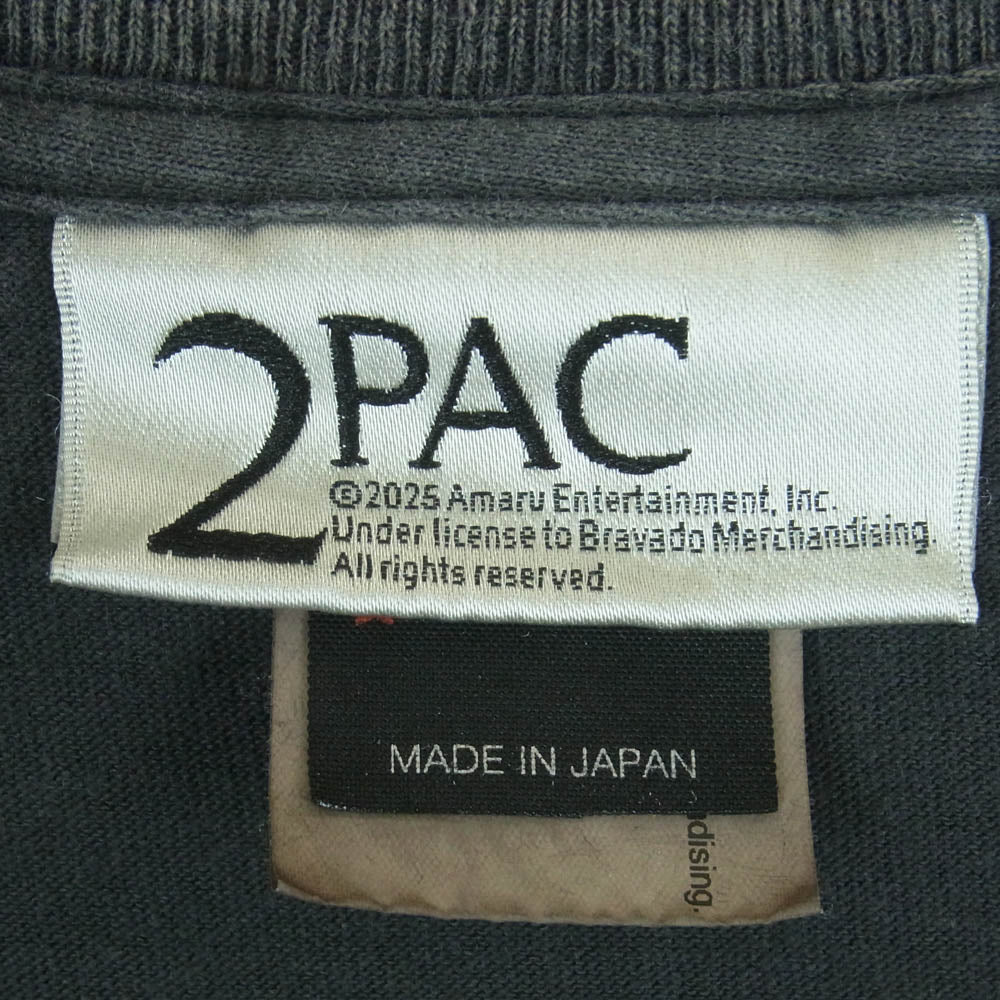 2PAC
©2025 Amaru Entertainment, Inc.
Under license to Bravado Merchandising.
All rights reserved.
MADE IN JAPAN
ndising.